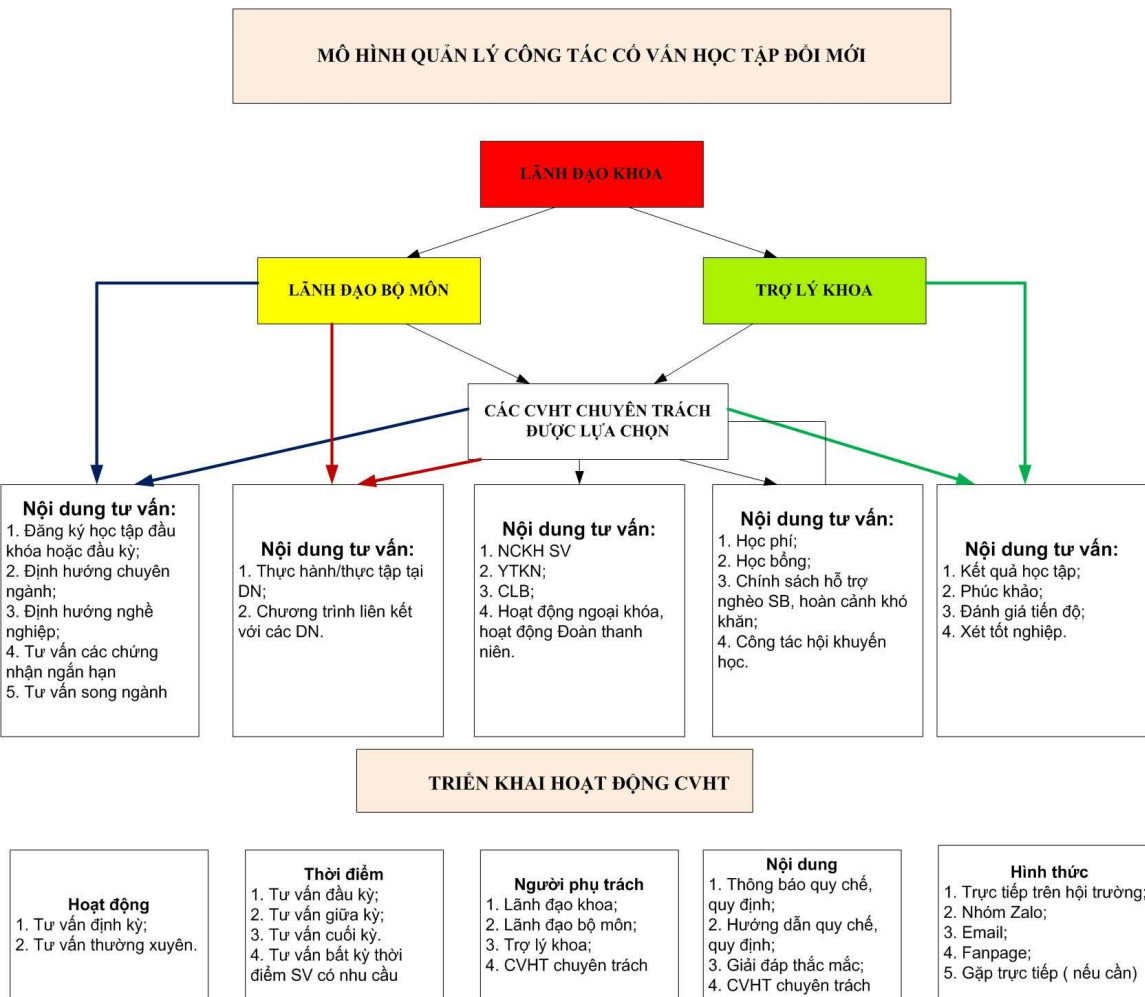 MÔ HÌNH QUẢN LÝ CÔNG TÁC CỐ VẤN HỌC TẬP ĐỔI MỚI
LÃNH ĐẠO KHOA
LÃNH ĐẠO BỘ MÔN
TRỢ LÝ KHOA
CÁC CVHT CHUYÊN TRÁCH
ĐƯỢC LỰA CHỌN
Nội dung tư vấn:
1. Đăng ký học tập đầu
khóa hoặc đầu kỳ;
2. Định hướng chuyên
ngành;
3. Định hướng nghề
nghiệp;
4. Tư vấn các chứng
nhận ngắn hạn
5. Tư vấn song ngành
Nội dung tư vấn:
1. Thực hành/thực tập tại
DN;
2. Chương trình liên kết
với các DN.
Nội dung tư vấn:
1. NCKH SV
2. YTKN;
3. CLB;
4. Hoạt động ngoại khóa,
hoạt động Đoàn thanh
niên.
Nội dung tư vấn:
1. Học phí;
2. Học bổng;
3. Chính sách hỗ trợ
nghèo SB, hoàn cảnh khó
khăn;
4. Công tác hội khuyến
học.
Nội dung tư vấn:
1. Kết quả học tập;
2. Phúc khảo;
3. Đánh giá tiến độ;
4. Xét tốt nghiệp.
TRIỂN KHAI HOẠT ĐỘNG CVHT
Hoạt động
1. Tư vấn định kỳ;
2. Tư vấn thường xuyên.
Thời điểm
1. Tư vấn đầu kỳ;
2. Tư vấn giữa kỳ;
3. Tư vấn cuối kỳ.
4. Tư vấn bất kỳ thời
điểm SV có nhu cầu
Người phụ trách
1. Lãnh đạo khoa;
2. Lãnh đạo bộ môn;
3. Trợ lý khoa;
4. CVHT chuyên trách
Nội dung
1. Thông báo quy chế,
quy định;
2. Hướng dẫn quy chế,
quy định;
3. Giải đáp thắc mắc;
4. CVHT chuyên trách
Hình thức
1. Trực tiếp trên hội trường;
2. Nhóm Zalo;
3. Email;
4. Fanpage;
5. Gặp trực tiếp ( nếu cần)